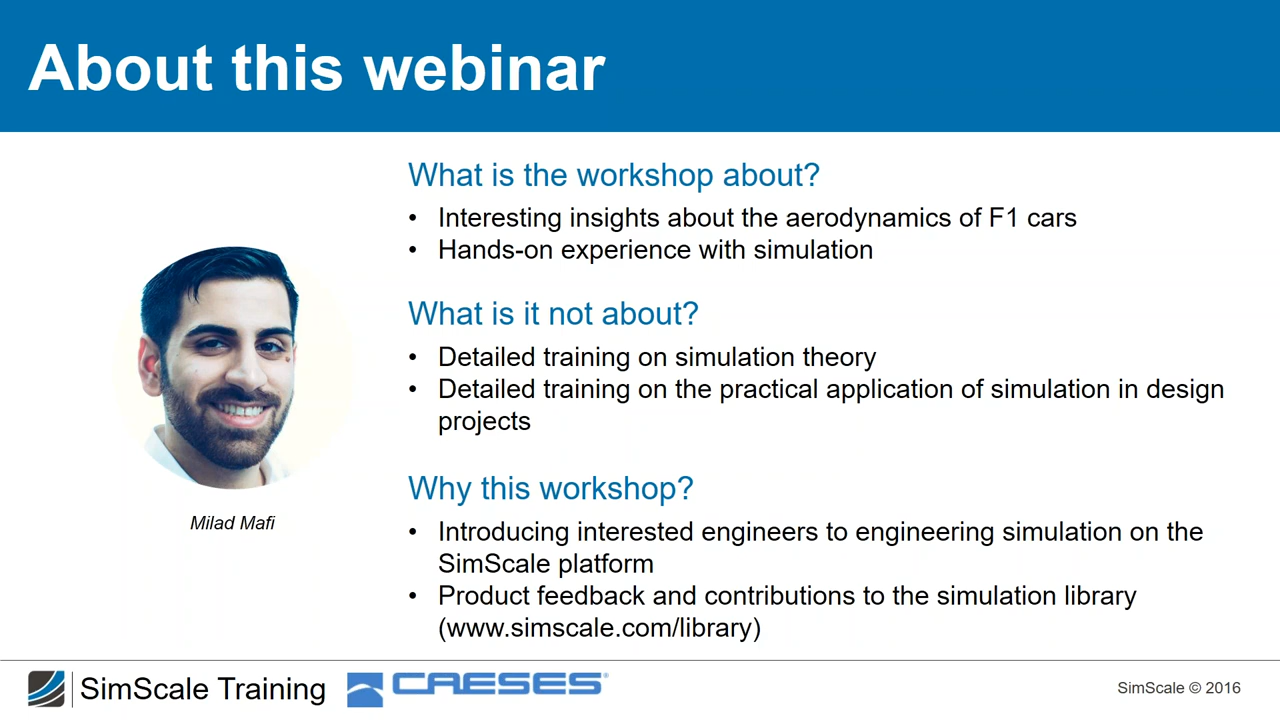 About this webinar
What is the workshop about?
• Interesting insights about the aerodynamics of F1 cars
• Hands-on experience with simulation
What is it not about?
• Detailed training on simulation theory
• Detailed training on the practical application of simulation in design
projects
Why this workshop?
• Introducing interested engineers to engineering simulation on the
SimScale platform
• Product feedback and contributions to the simulation library
(www.simscale.com/library)
Milad Mafi
SimScale Training
CAESES®
SimScale © 2016